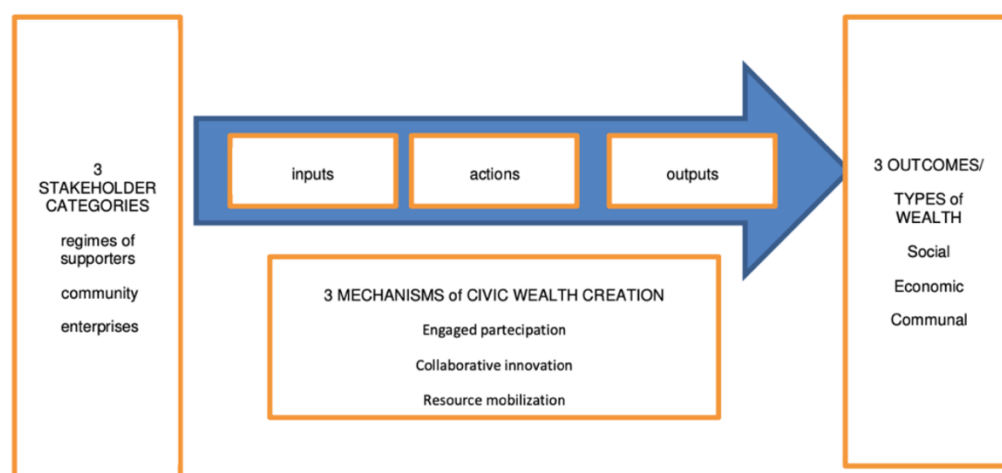 3
STAKEHOLDER
CATEGORIES
regimes of
supporters
community
enterprises
inputs
actions
outputs
3 MECHANISMS of CIVIC WEALTH CREATION
Engaged partecipation
Collaborative innovation
Resource mobilization
3 OUTCOMES/
TYPES of
WEALTH
Social
Economic
Communal